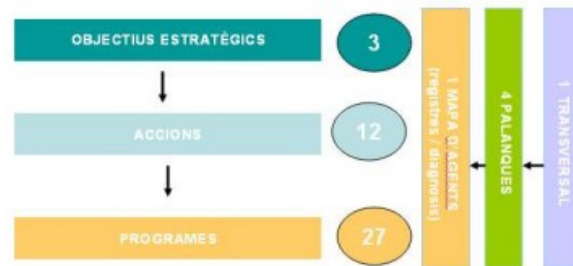 OBJECTIUS ESTRATÈGICS
3
ACCIONS
12
PROGRAMES
27
1 MAPA D'AGENTS
(registres / diagnosis)
4 PALANQUES
1 TRANSVERSAL